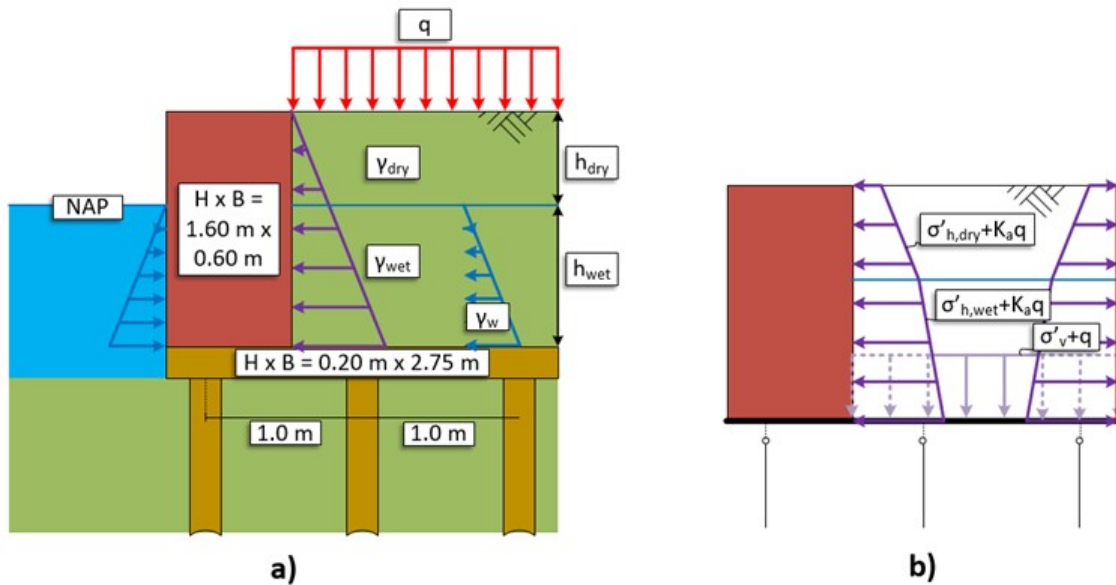 q
γdry
hdry
NAP
H x B =
1.60 m x
0.60 m
γwet
hwet
γw
H x B = 0.20 m x 2.75 m
1.0 m
1.0 m
a)
σ'h,dry+Kaq
σ'h,wet+Kaq
σ'v+q
b)